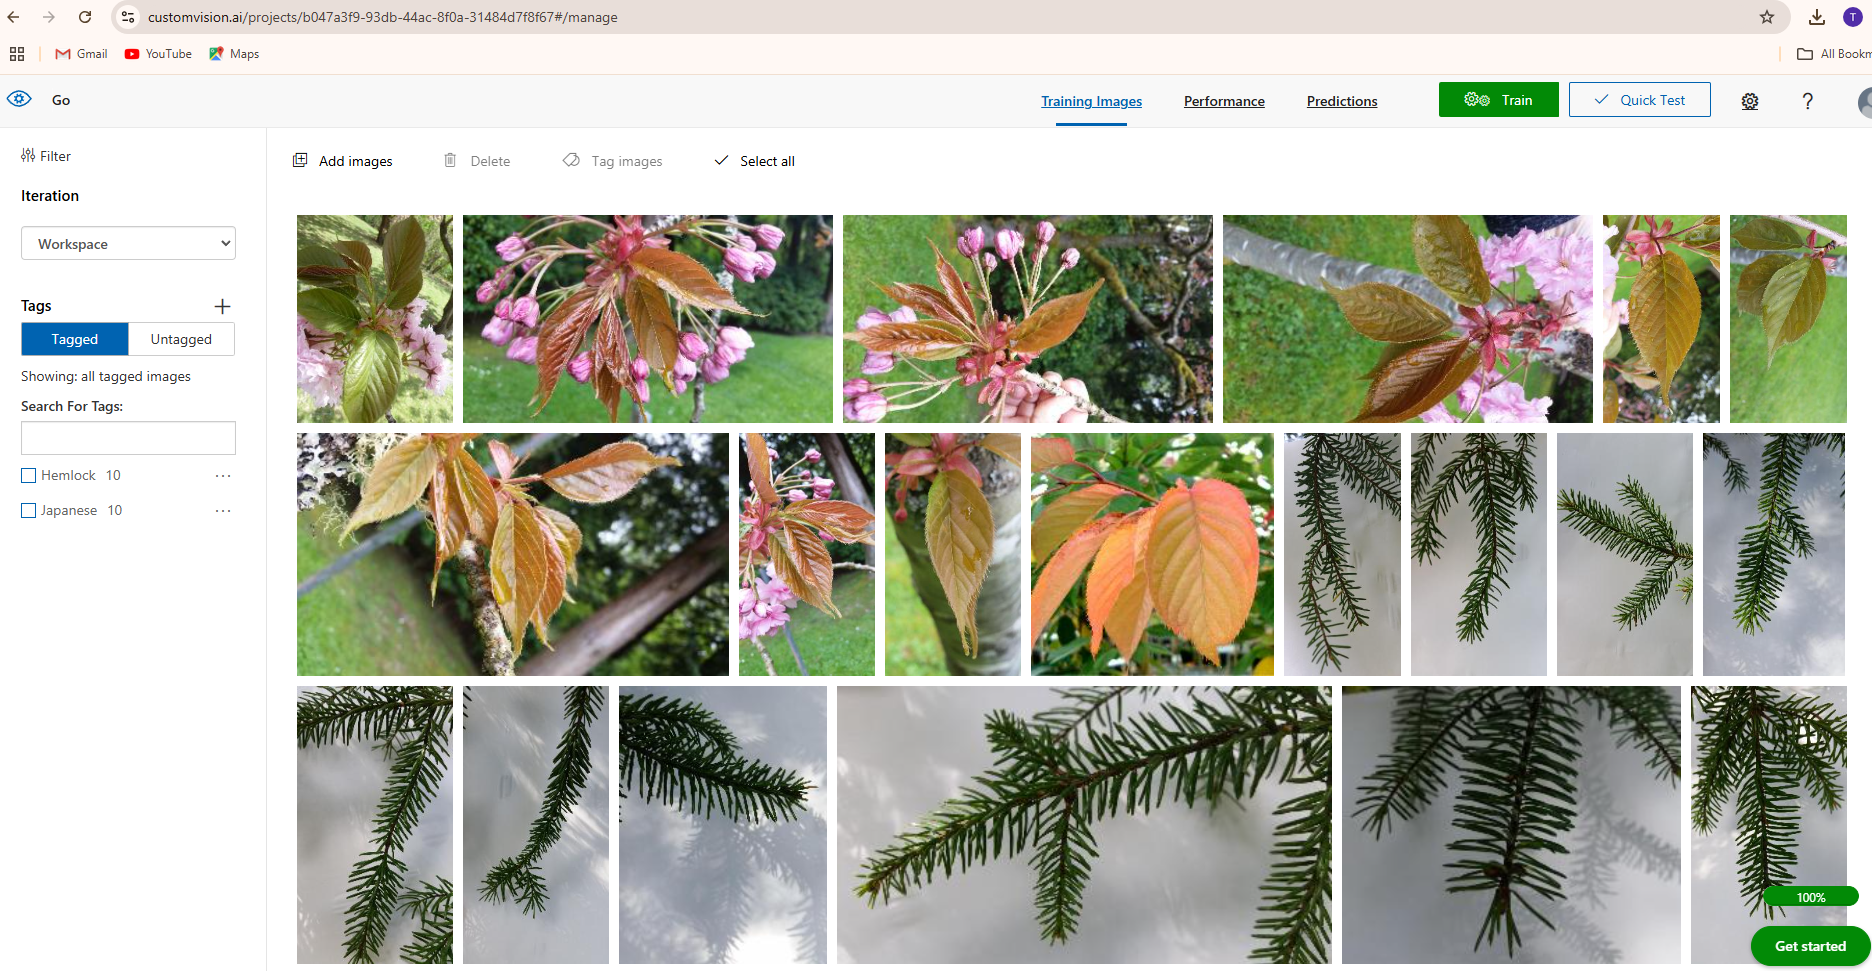 customvision.ai/projects/b047a3f9-93db-44ac-8f0a-31484d7f8f67#/manage
T
Gmail
YouTube
Maps
All Bookm
Go
Training Images
Performance
Predictions
Train
Quick Test
?
Filter
Add images
Delete
Tag images
Select all
Iteration
Workspace
Tags
Tagged
Untagged
Showing: all tagged images
Search For Tags:
Hemlock 10
Japanese 10
100%
Get started